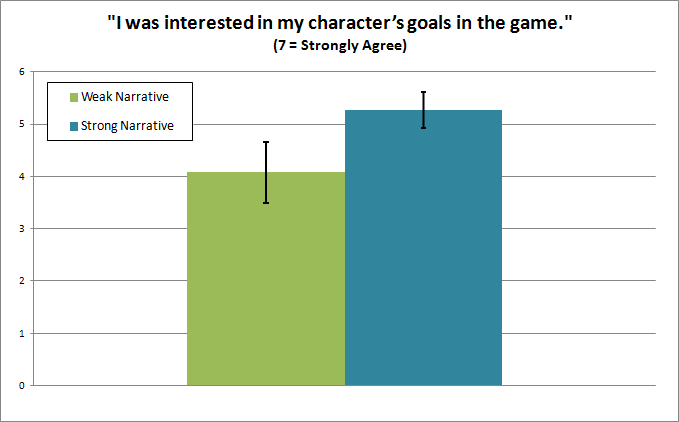 "I was interested in my character’s goals in the game."
(7 = Strongly Agree)
6
Weak Narrative
Strong Narrative
5
4
3
2
1
0